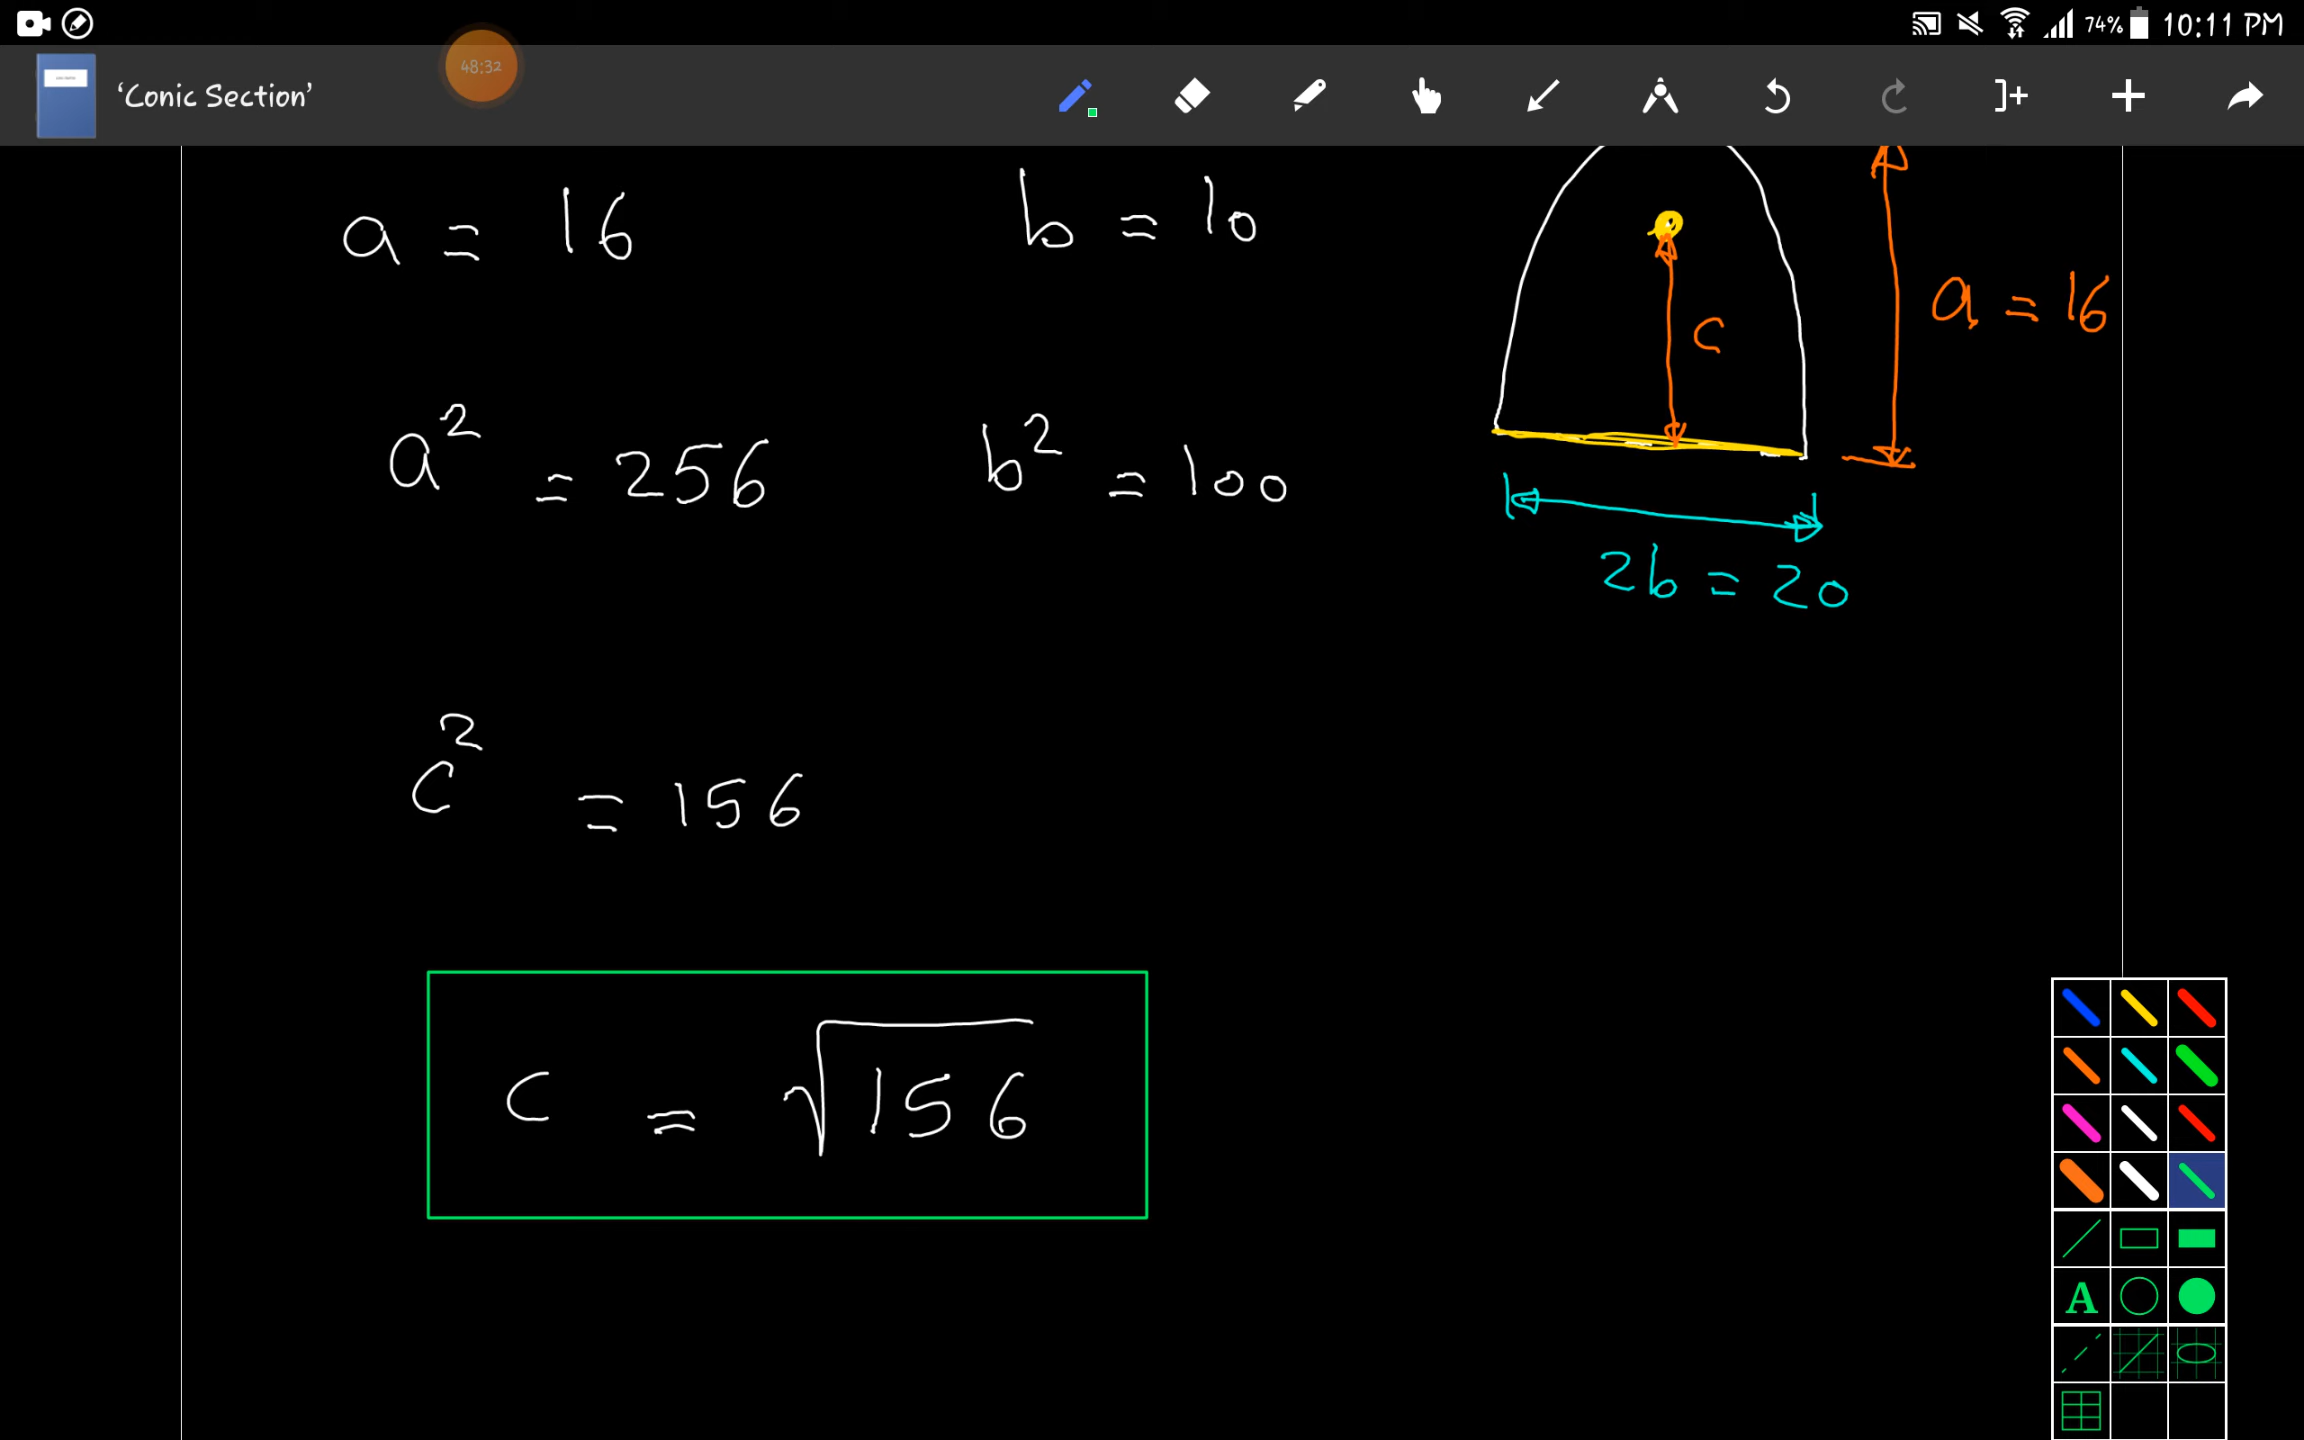 74% 10:11 PM
'Conic Section'
48:32
a = 16
b = 10
a = 16
c
a² = 256
b² = 100
2b = 20
c² = 156
c = √156
A